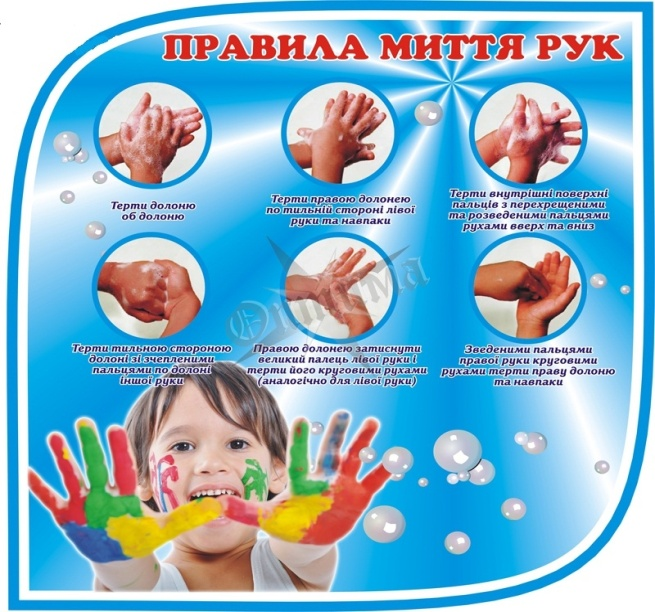 ПРАВИЛА МИТТЯ РУК
Терти долоню
об долоню
Терти правою долонею
по тильній стороні лівої
руки та навпаки
Терти внутрішні поверхні
пальців з перехрещеними
та розведеними пальцями
рухами вверх та вниз
Терти тильною стороною
долоні зі зчепленими
пальцями по долоні
іншої руки
Правою долонею затиснути
великий палець лівої руки і
терти його круговими рухами
(аналогічно для лівої руки)
Зведеними пальцями
правої руки круговими
рухами терти праву долоню
та навпаки